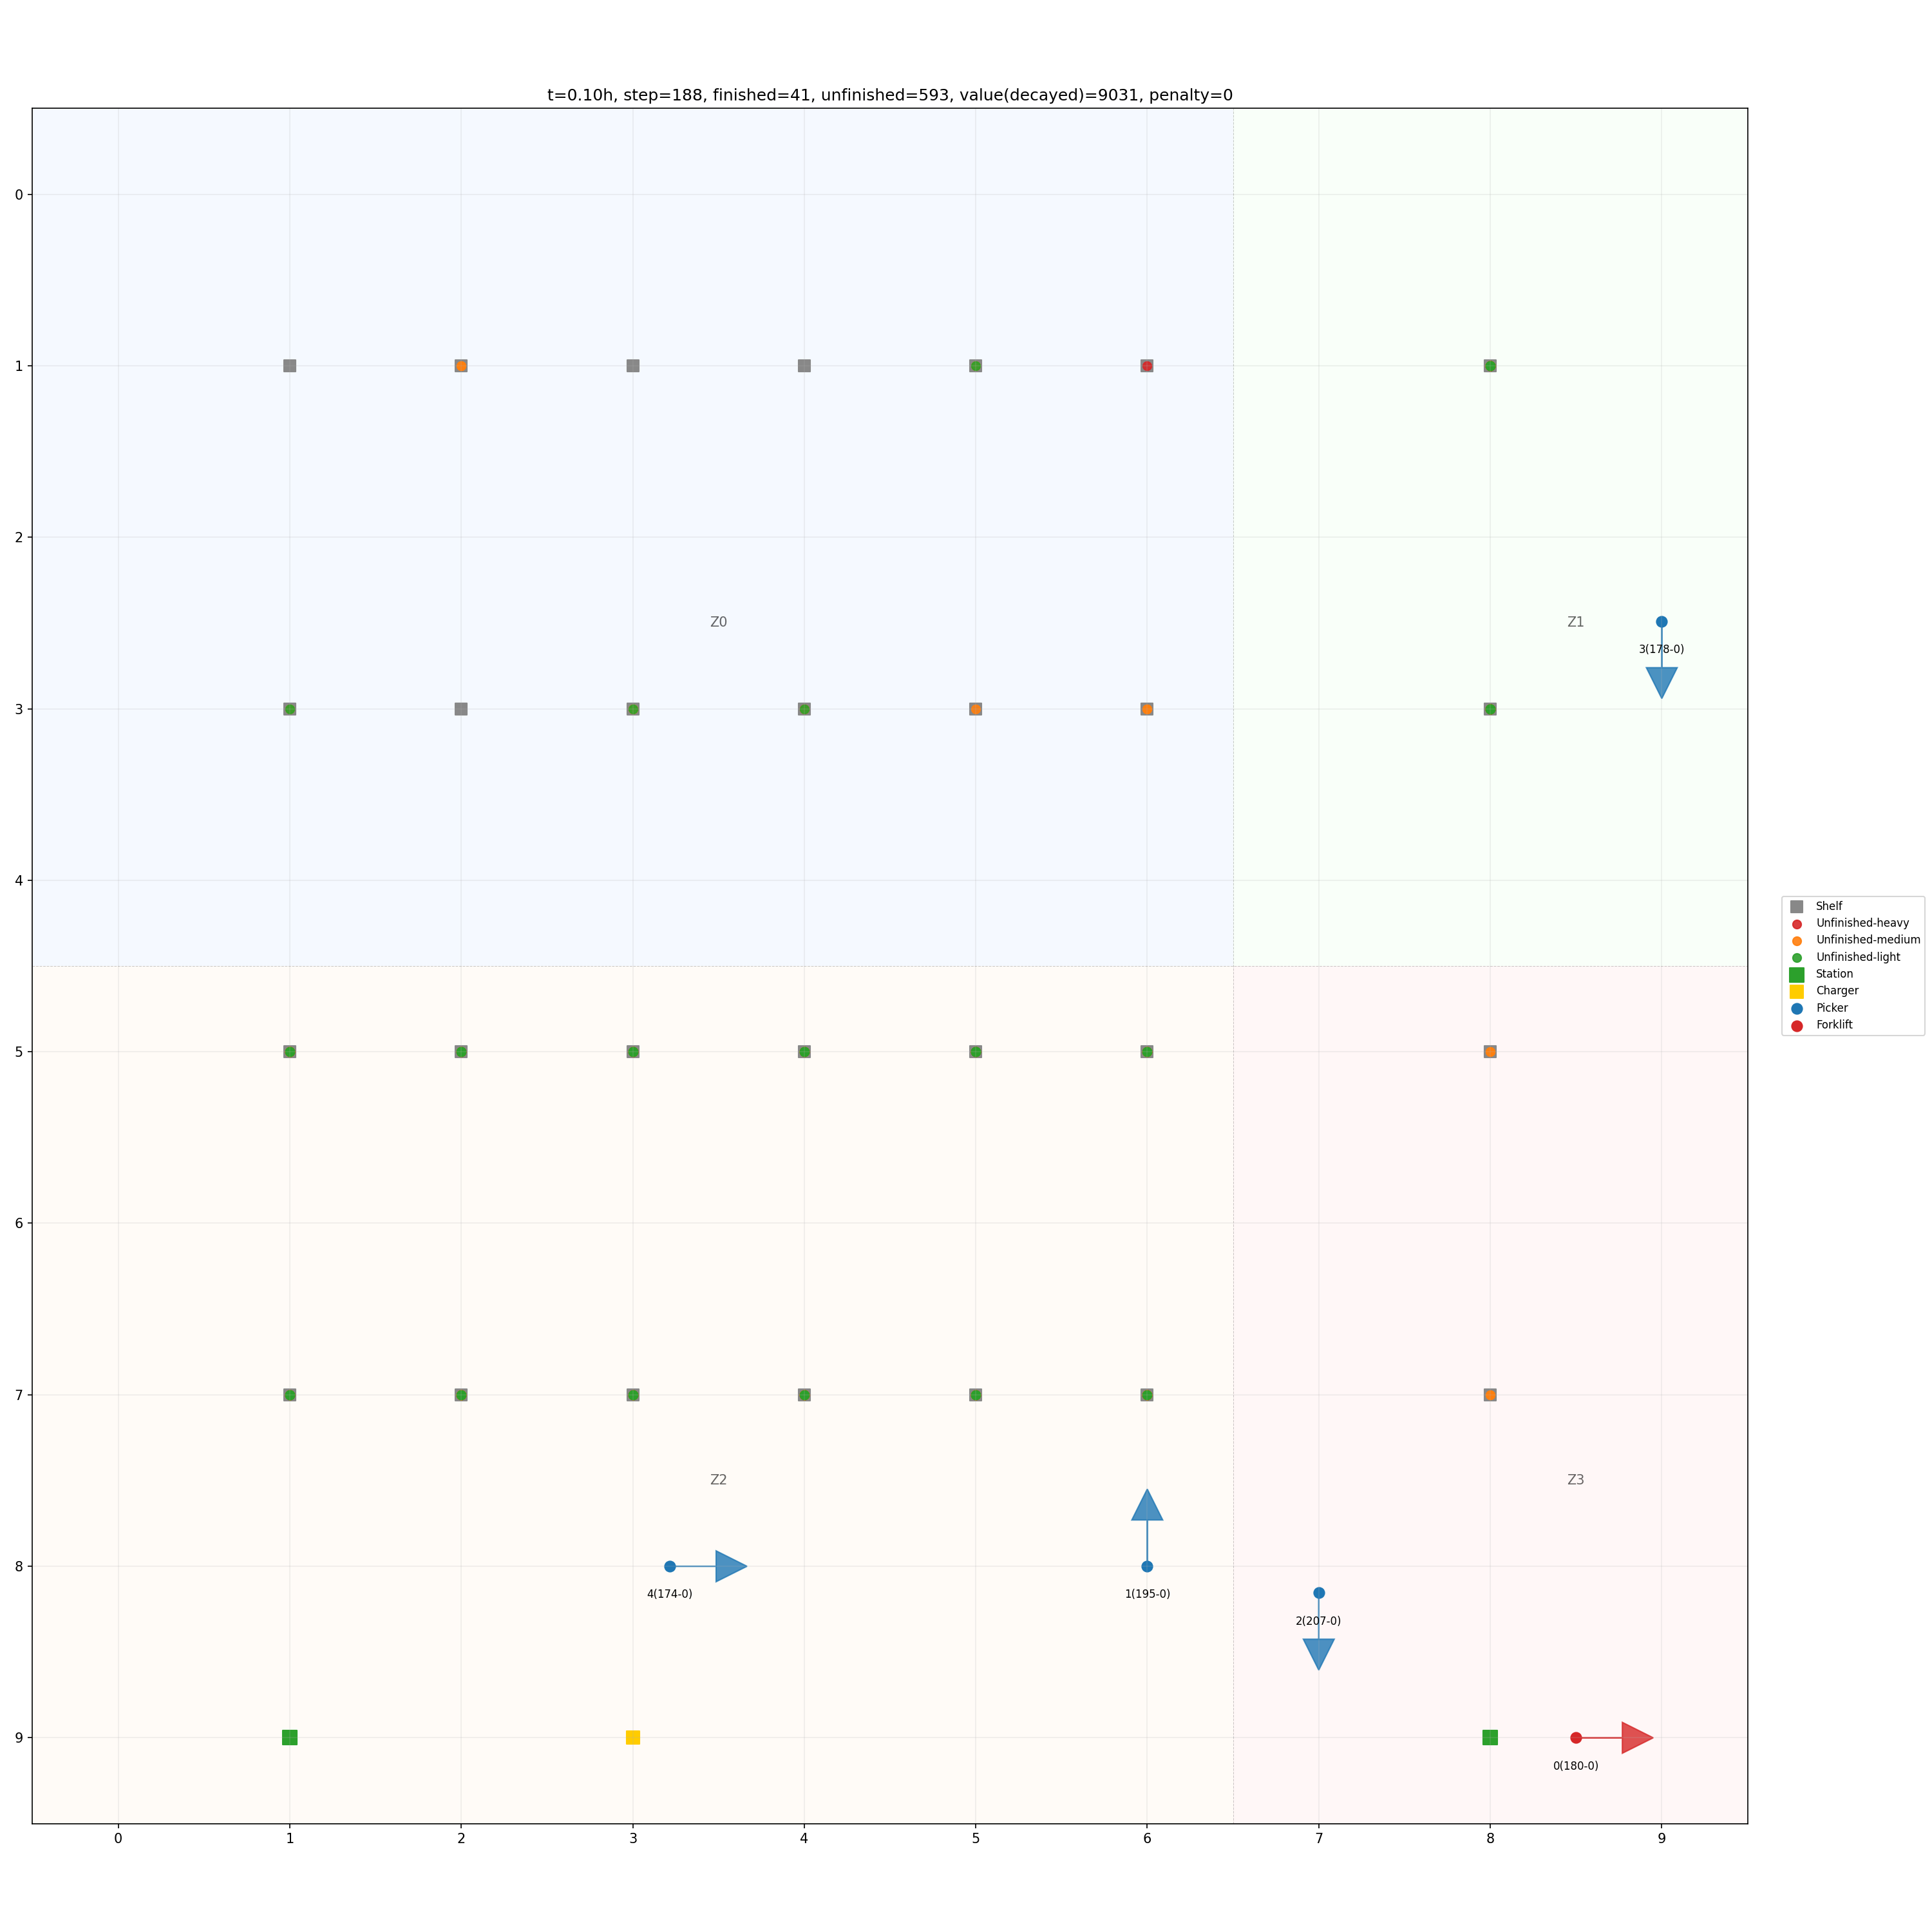 t=0.10h, step=188, finished=41, unfinished=593, value(decayed)=9031, penalty=0
0
1
2
Z0
Z1
3(178-0)
3
4
Shelf
Unfinished-heavy
Unfinished-medium
Unfinished-light
Station
Charger
Picker
Forklift
5
6
7
Z2
Z3
8
4(174-0)
1(195-0)
2(207-0)
9
0(180-0)
0 1 2 3 4 5 6 7 8 9